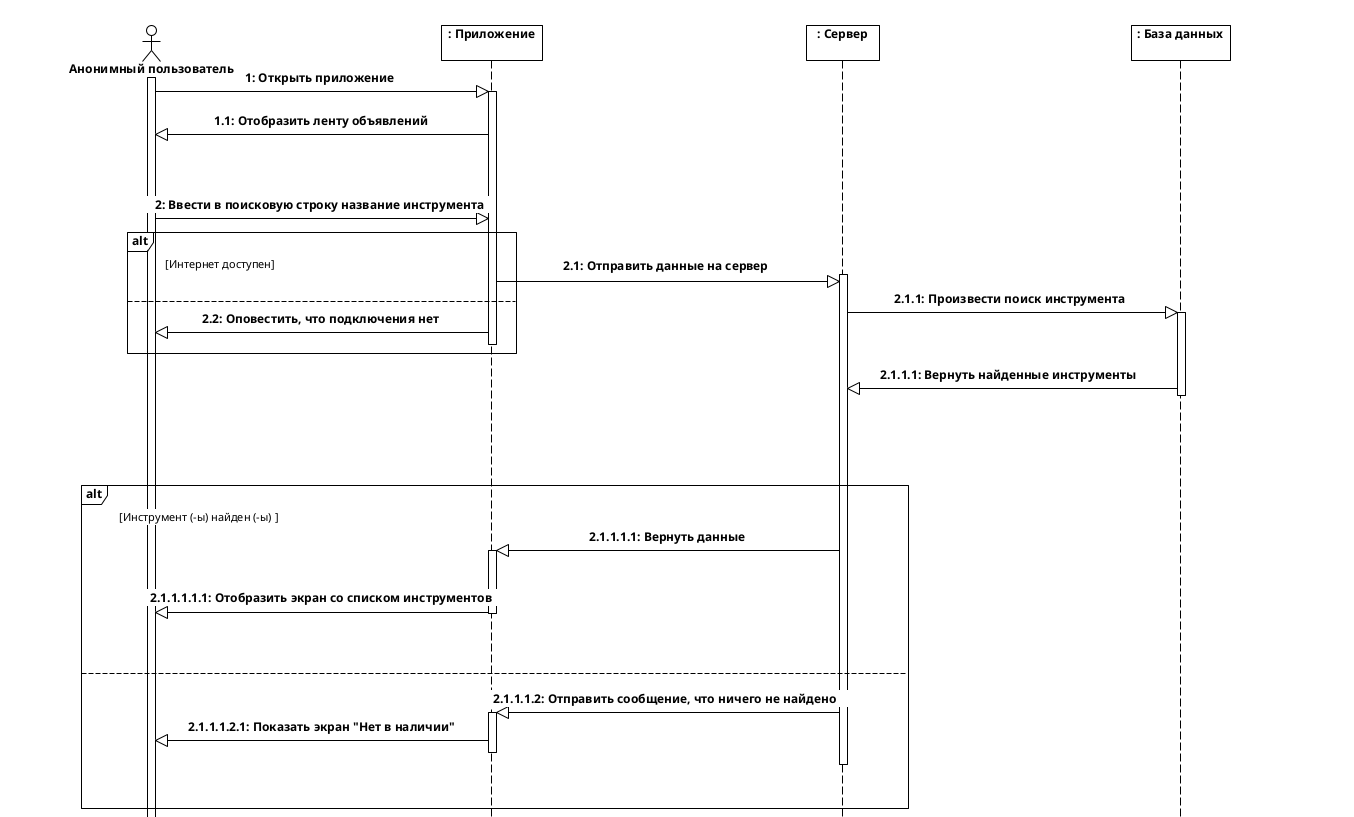 : Приложение
: Сервер
: База данных
Анонимный пользователь
1: Открыть приложение
1.1: Отобразить ленту объявлений
2: Ввести в поисковую строку название инструмента
alt
[Интернет доступен]
2.1: Отправить данные на сервер
2.1.1: Произвести поиск инструмента
2.2: Оповестить, что подключения нет
2.1.1.1: Вернуть найденные инструменты
alt
[Инструмент (-ы) найден (-ы) ]
2.1.1.1.1: Вернуть данные
2.1.1.1.1.1: Отобразить экран со списком инструментов
2.1.1.1.2: Отправить сообщение, что ничего не найдено
2.1.1.1.2.1: Показать экран "Нет в наличии"